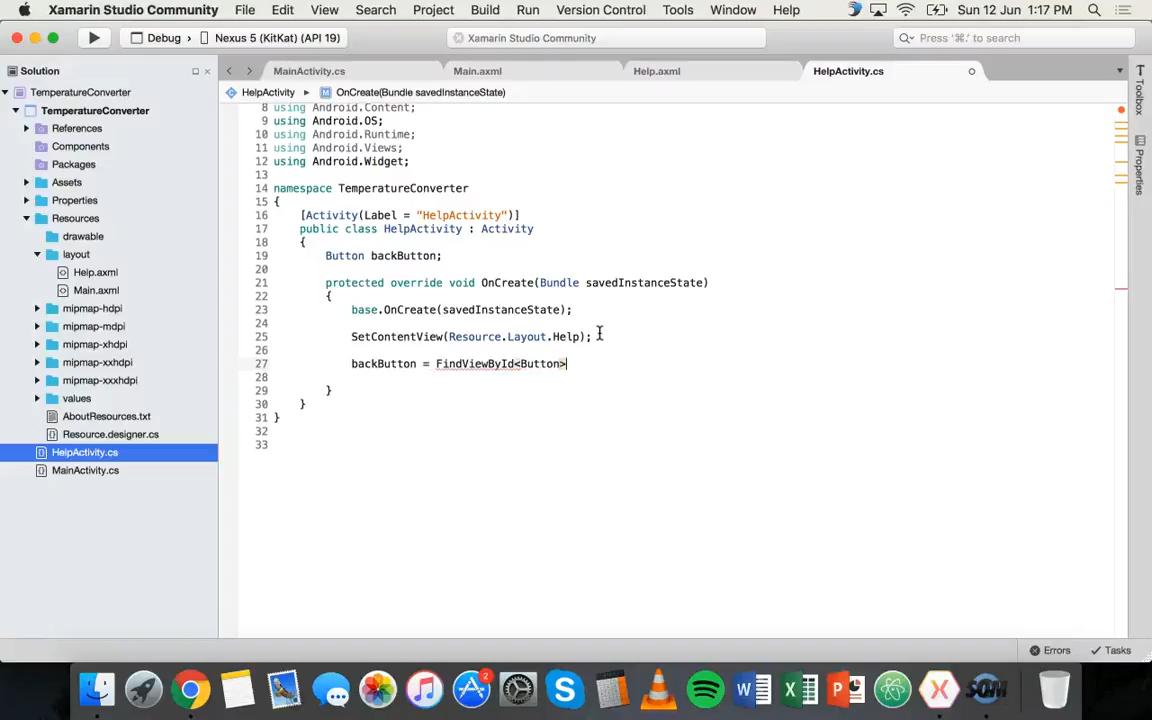 Xamarin Studio Community File Edit View Search Project Build Run Version Control Tools Window Help Sun 12 Jun 1:17 PM
Debug Nexus 5 (KitKat) (API 19) Xamarin Studio Community Press '⌘.' to search
Solution
MainActivity.cs Main.axml Help.axml HelpActivity.cs
HelpActivity OnCreate(Bundle savedInstanceState)
TemperatureConverter
TemperatureConverter
References
Components
Packages
Assets
Properties
Resources
drawable
layout
Help.axml
Main.axml
mipmap-hdpi
mipmap-mdpi
mipmap-xhdpi
mipmap-xxhdpi
mipmap-xxxhdpi
values
AboutResources.txt
Resource.designer.cs
HelpActivity.cs
MainActivity.cs
8 using Android.Content;
9 using Android.OS;
10 using Android.Runtime;
11 using Android.Views;
12 using Android.Widget;
13
14 namespace TemperatureConverter
15 {
16 [Activity(Label = "HelpActivity")]
17 public class HelpActivity : Activity
18 {
19 Button backButton;
20
21 protected override void OnCreate(Bundle savedInstanceState)
22 {
23 base.OnCreate(savedInstanceState);
24
25 SetContentView(Resource.Layout.Help);
26
27 backButton = FindViewById<Button>
28
29 }
30 }
31 }
32
33
Toolbox
Properties
Errors Tasks
2
SQM